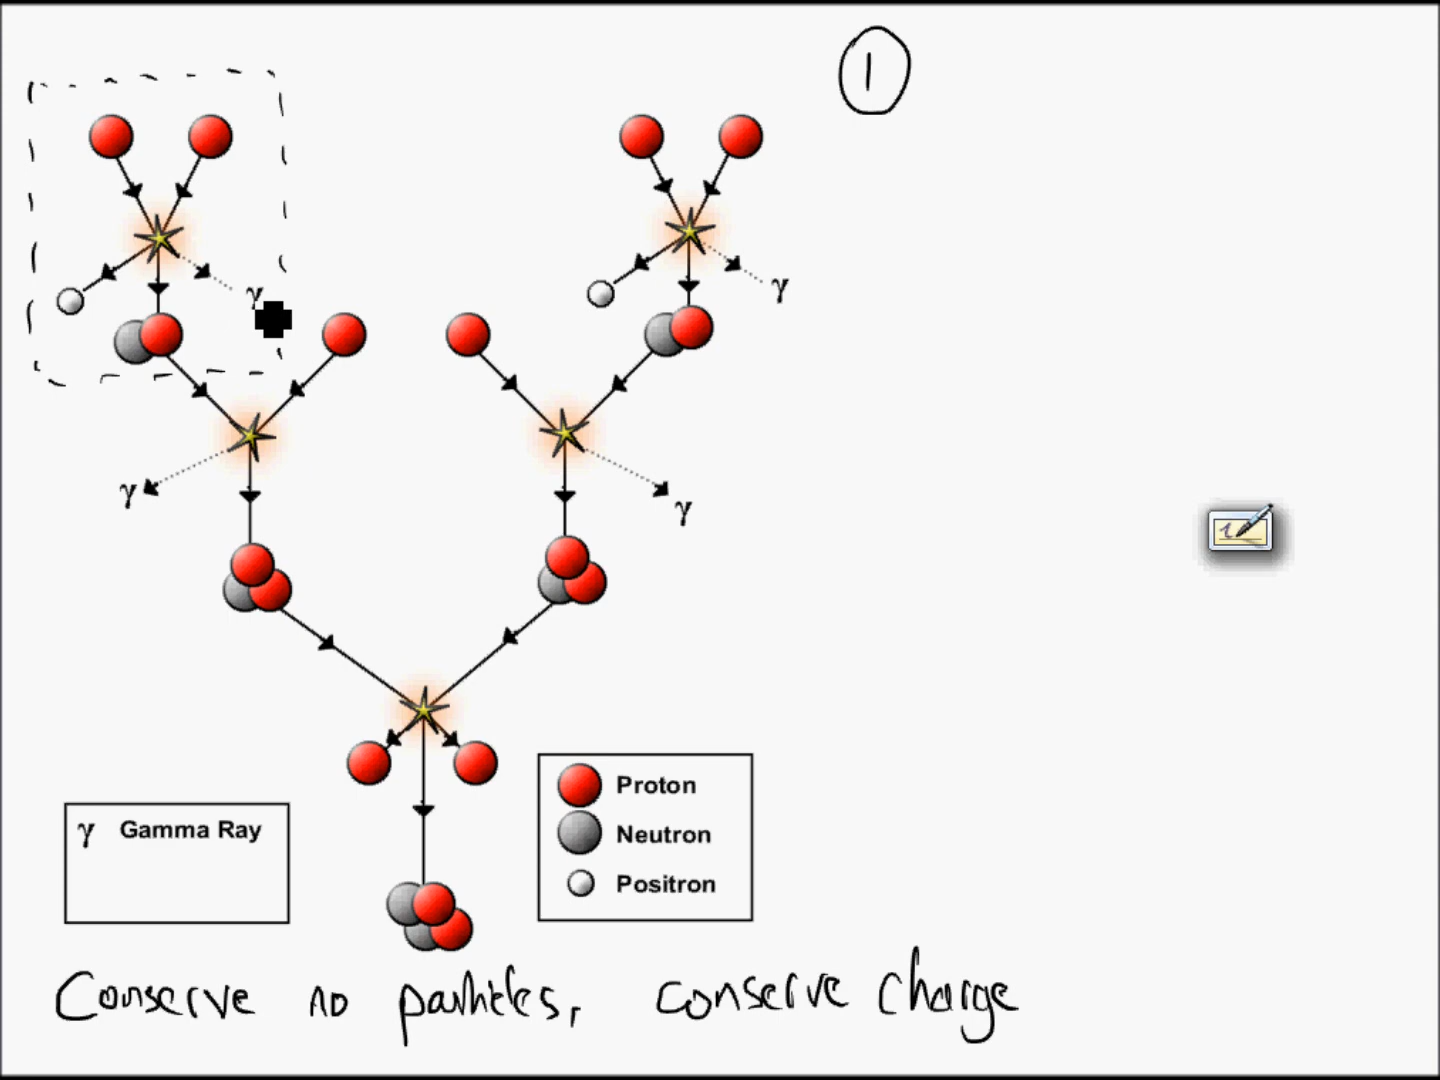 1
γ
γ
γ
γ
Proton
γ Gamma Ray
Neutron
Positron
Conserve no particles, conserve charge